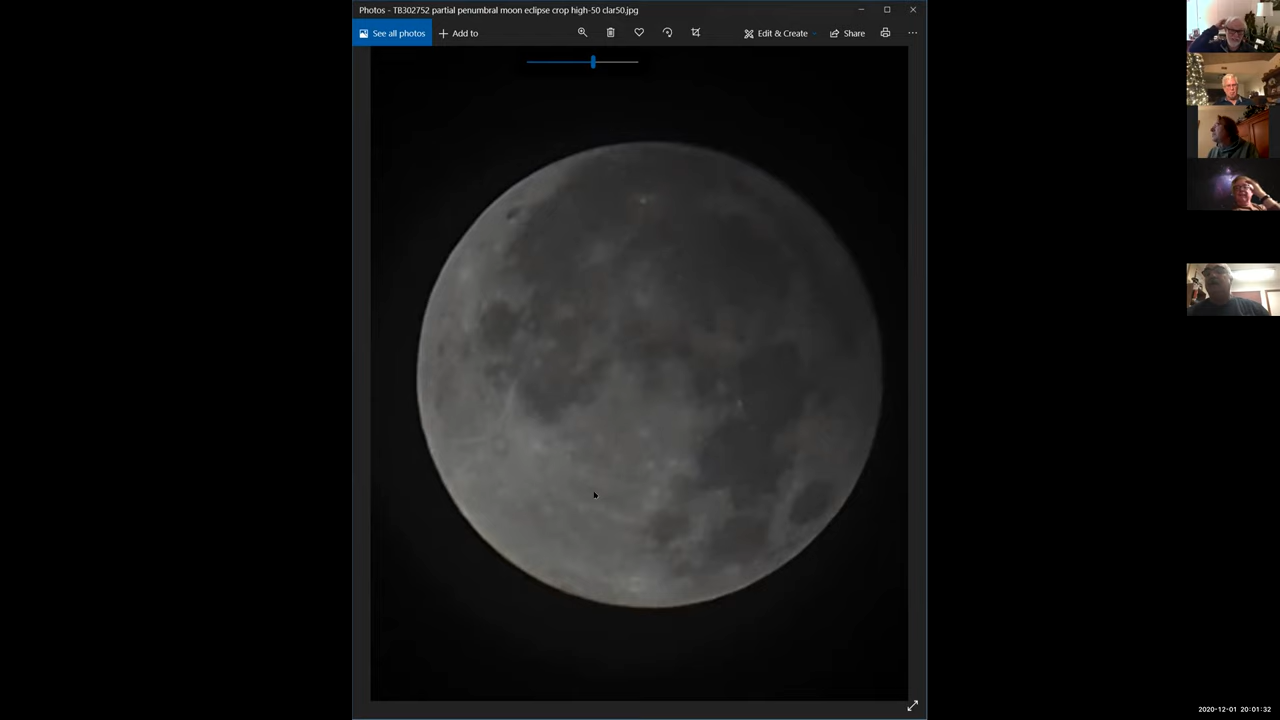 Photos - TB302752 partial penumbral moon eclipse crop high-50 clar50.jpg
See all photos
Add to
Edit & Create
Share
2020-12-01 20:01:32